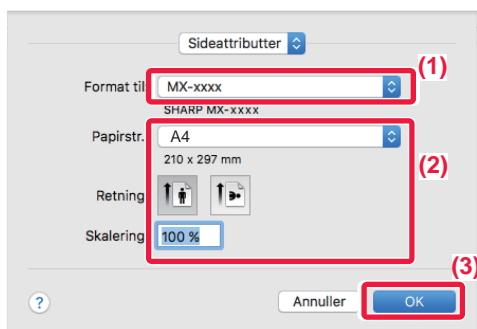 Sideattributter
(1)
Format til: MX-xxxx
SHARP MX-xxxx
Papirstr. A4
210 x 297 mm
(2)
Retning
Skalering 100 %
(3)
? Annuller OK